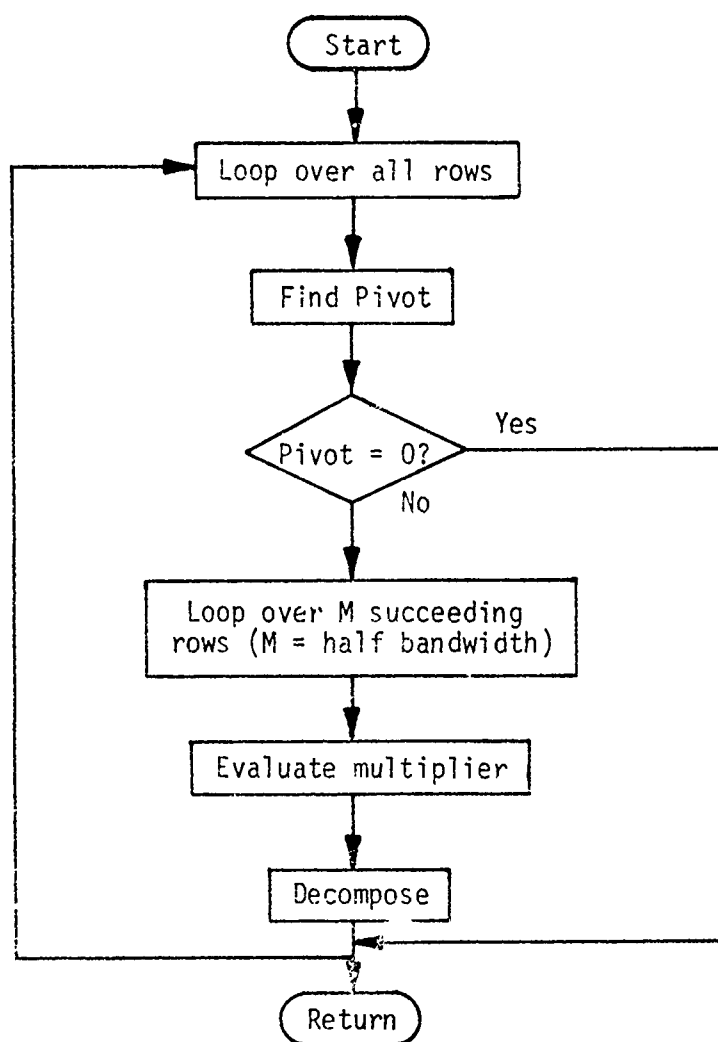 Start
Loop over all rows
Find Pivot
Pivot = 0?
Yes
No
Loop over M succeeding
rows (M = half bandwidth)
Evaluate multiplier
Decompose
Return